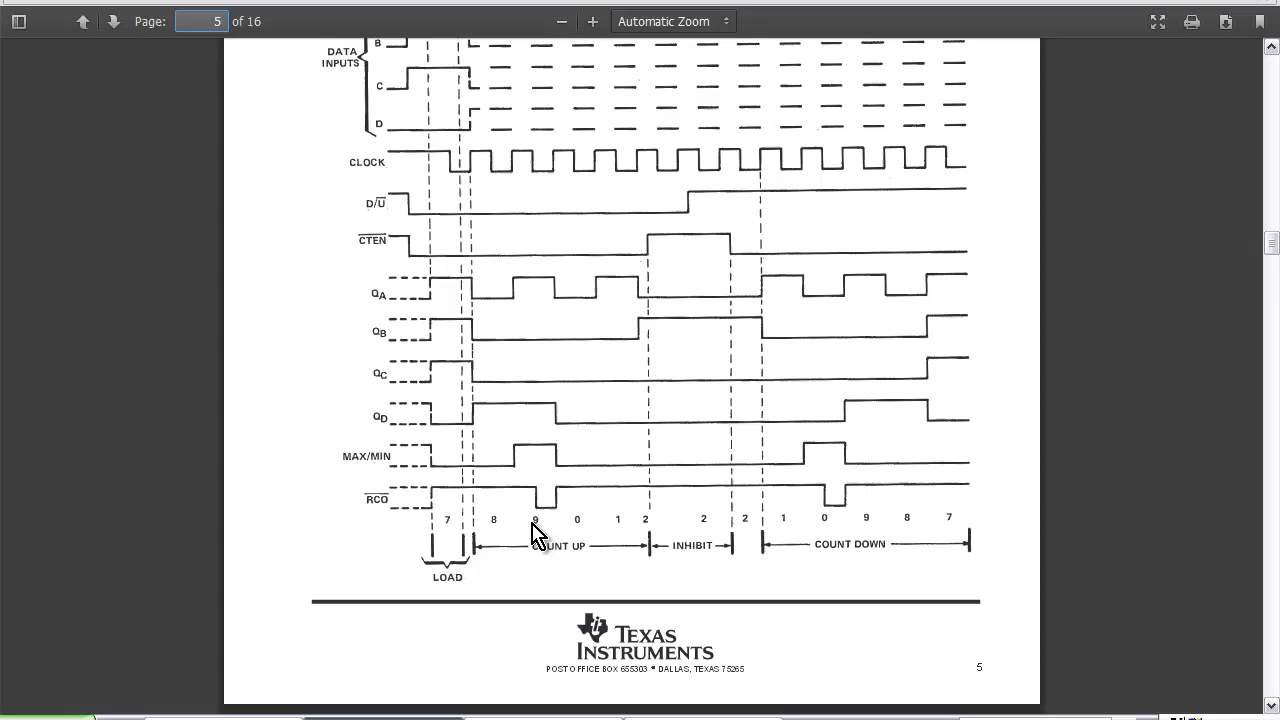 Page: 5 of 16
Automatic Zoom
DATA
INPUTS
B
C
D
CLOCK
D/U̅
C̅T̅E̅N̅
QA
QB
QC
QD
MAX/MIN
R̅C̅O̅
7 8 9 0 1 2 2 2 1 0 9 8 7
COUNT UP INHIBIT COUNT DOWN
LOAD
TEXAS
INSTRUMENTS
POST OFFICE BOX 655303 • DALLAS, TEXAS 75265
5